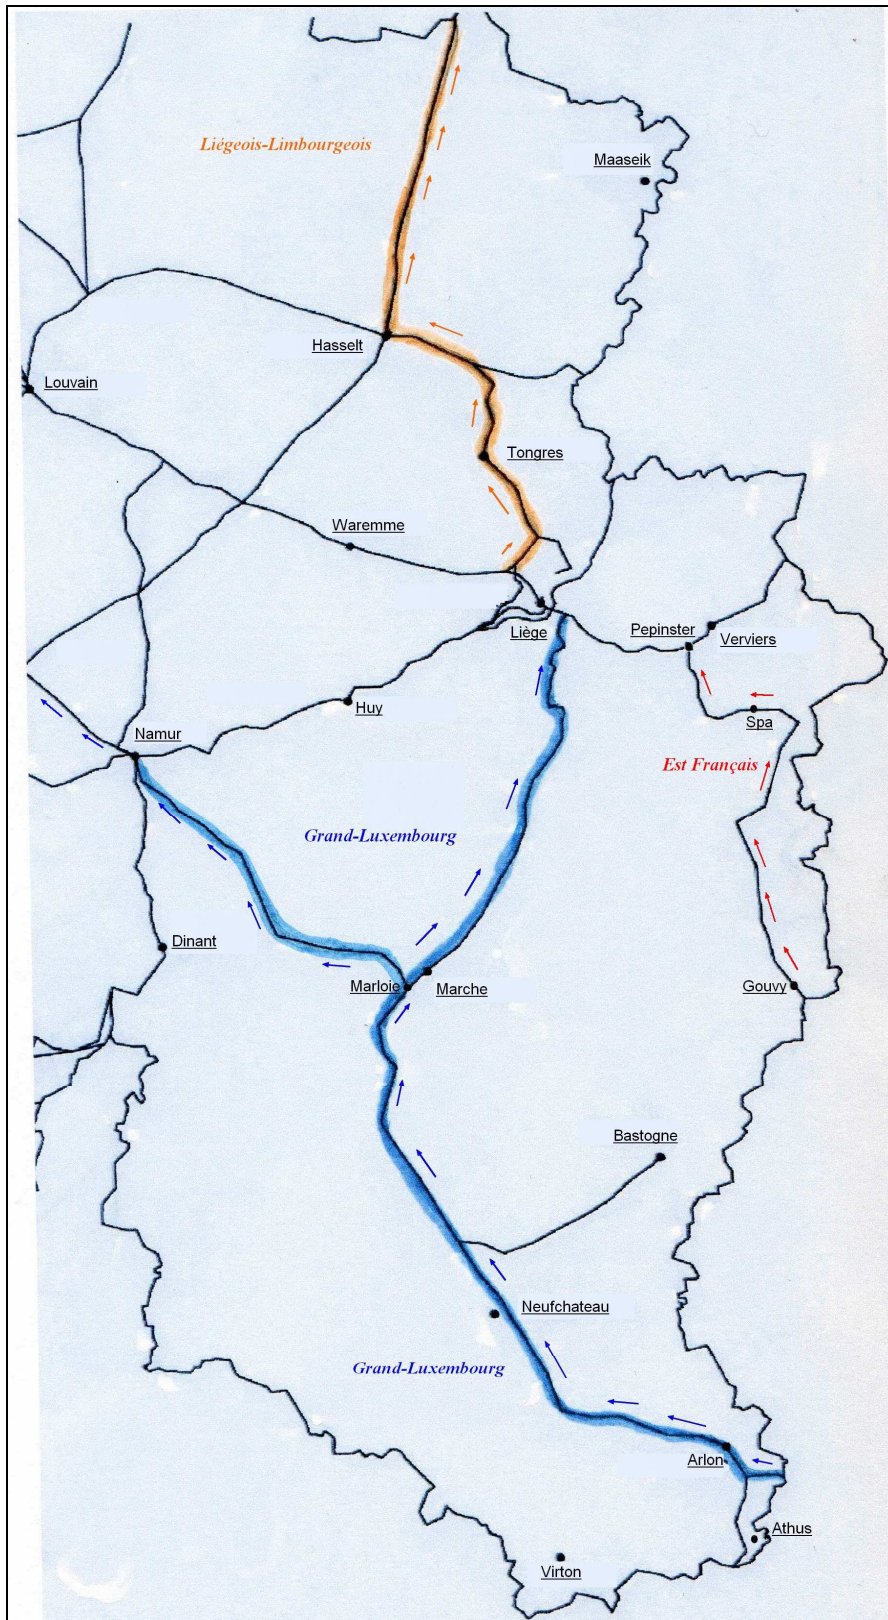 Liégeois-Limbourgeois
Maaseik
Hasselt
Louvain
Tongres
Waremme
Liège
Pepinster
Verviers
Huy
Spa
Namur
Est Français
Grand-Luxembourg
Dinant
Marloie
Marche
Gouvy
Bastogne
Neufchateau
Grand-Luxembourg
Arlon
Athus
Virton